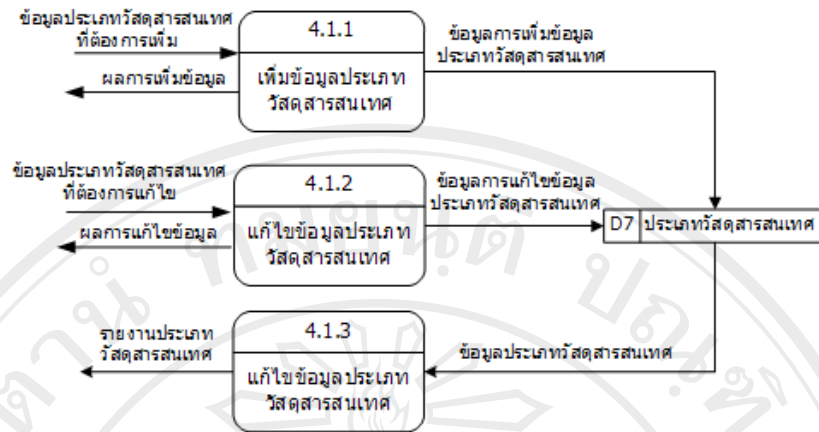 ข้อมูลประเภทวัสดุสารสนเทศ
ที่ต้องการเพิ่ม
ผลการเพิ่มข้อมูล
4.1.1
เพิ่มข้อมูลประเภท
วัสดุสารสนเทศ
ข้อมูลการเพิ่มข้อมูล
ประเภทวัสดุสารสนเทศ
ข้อมูลประเภทวัสดุสารสนเทศ
ที่ต้องการแก้ไข
ผลการแก้ไขข้อมูล
4.1.2
แก้ไขข้อมูลประเภท
วัสดุสารสนเทศ
ข้อมูลการแก้ไขข้อมูล
ประเภทวัสดุสารสนเทศ
D7 ประเภทวัสดุสารสนเทศ
รายงานประเภท
วัสดุสารสนเทศ
4.1.3
แก้ไขข้อมูลประเภท
วัสดุสารสนเทศ
ข้อมูลประเภทวัสดุสารสนเทศ